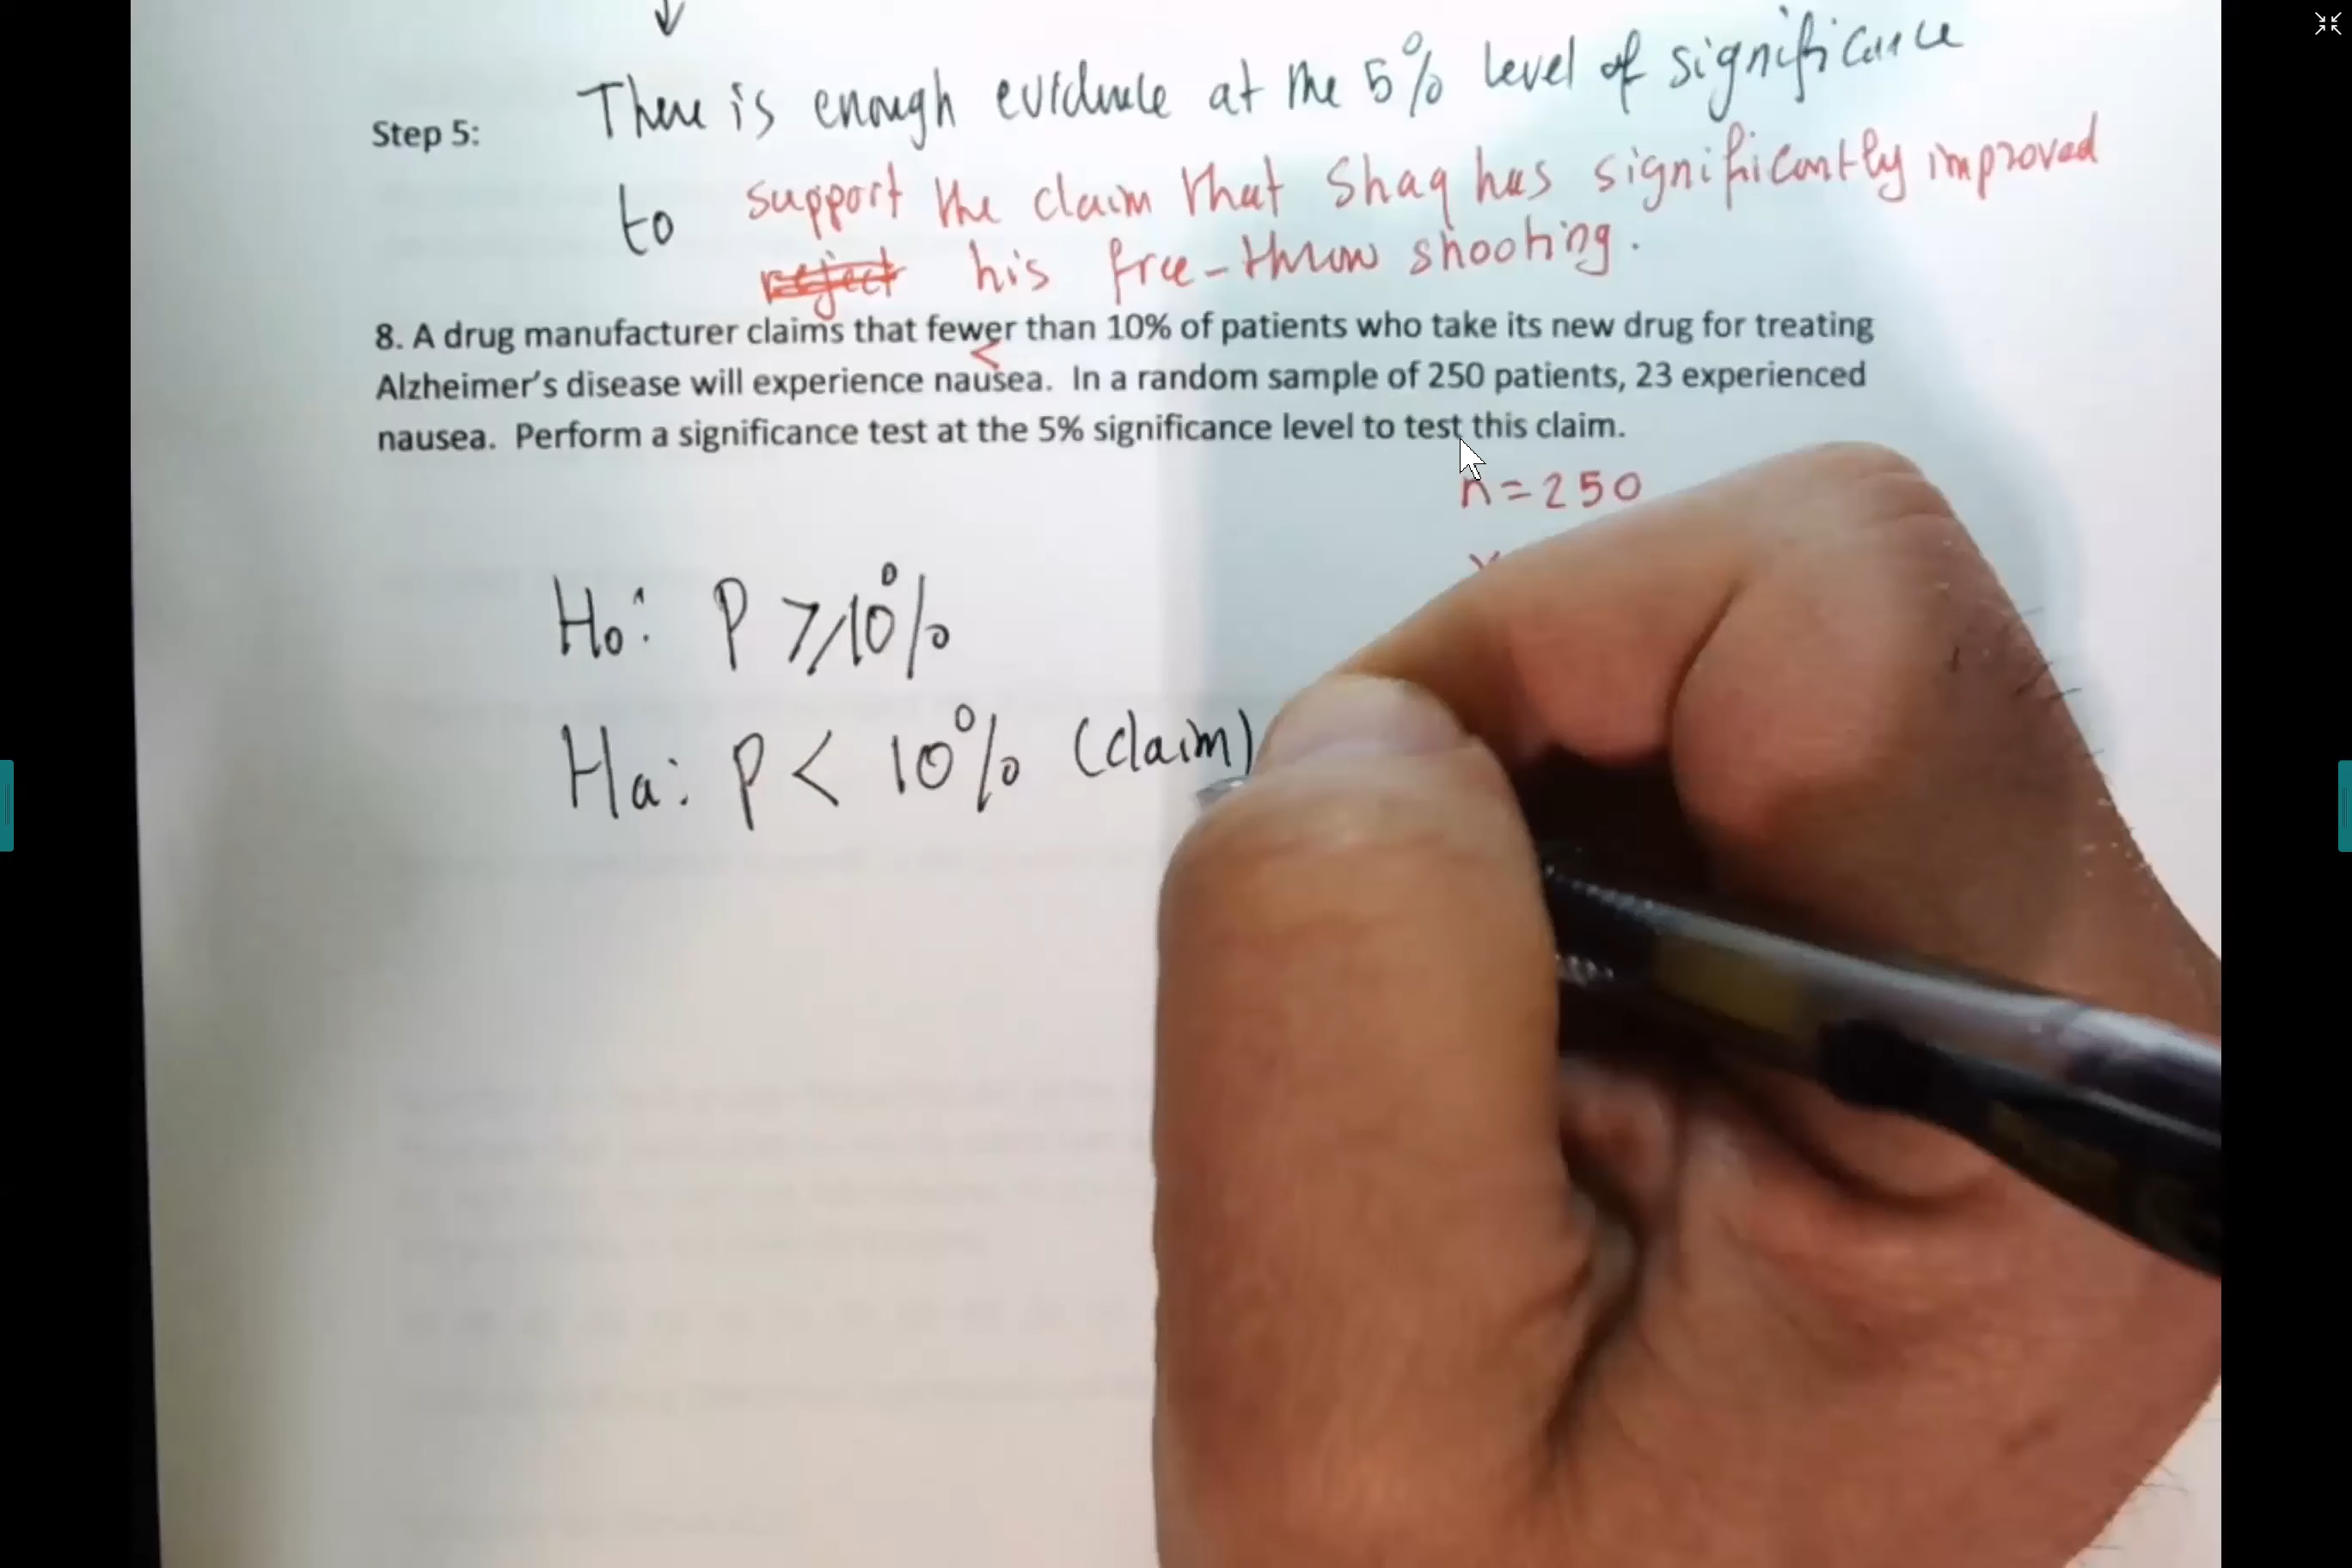 There is enough evidence at the 5% level of significance
Step 5:
to support the claim that Shaq has significantly improved
reject his free-throw shooting.
8. A drug manufacturer claims that fewer than 10% of patients who take its new drug for treating
<
Alzheimer's disease will experience nausea. In a random sample of 250 patients, 23 experienced
nausea. Perform a significance test at the 5% significance level to test this claim.
n = 250
Ho: P ⩾ 10%
Ha: P < 10% (claim)